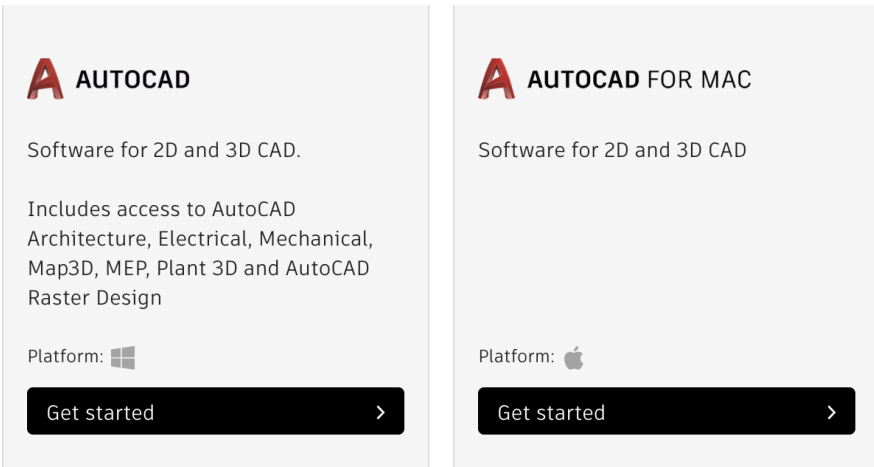 AUTOCAD
Software for 2D and 3D CAD.
Includes access to AutoCAD
Architecture, Electrical, Mechanical,
Map3D, MEP, Plant 3D and AutoCAD
Raster Design
Platform:
Get started
AUTOCAD FOR MAC
Software for 2D and 3D CAD
Platform:
Get started